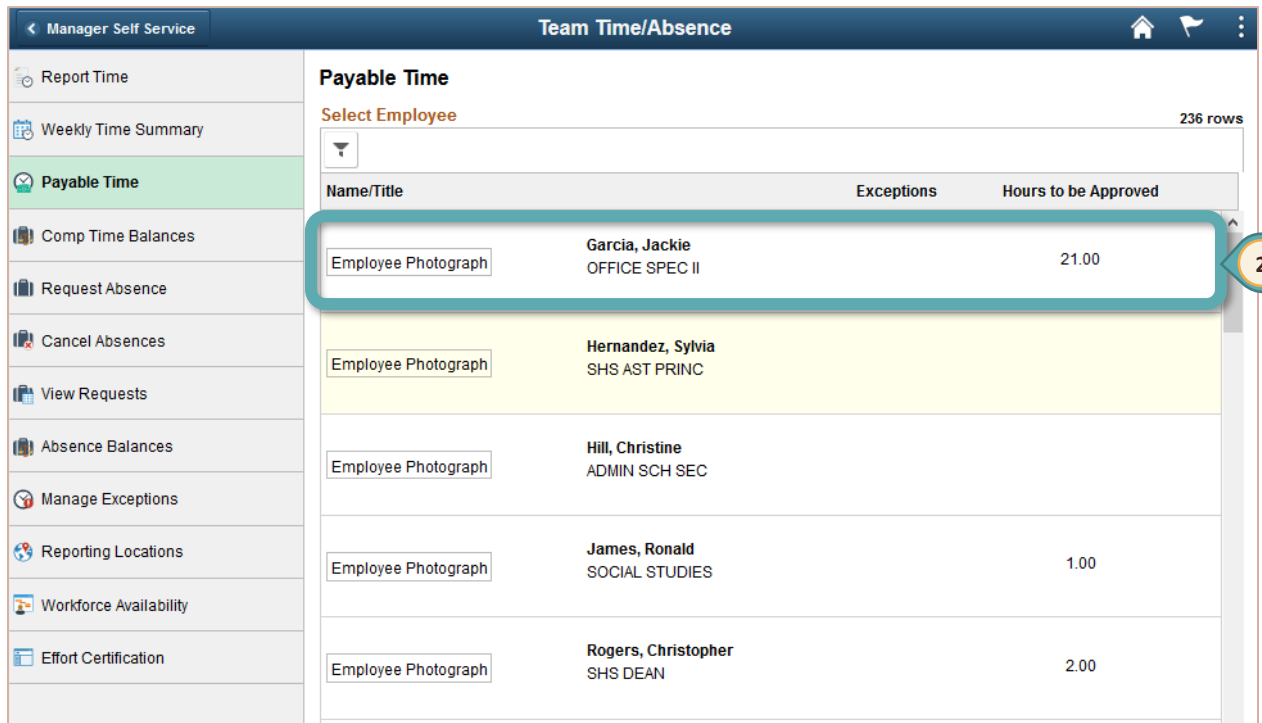 Manager Self Service
Team Time/Absence
Report Time
Weekly Time Summary
Payable Time
Comp Time Balances
Request Absence
Cancel Absences
View Requests
Absence Balances
Manage Exceptions
Reporting Locations
Workforce Availability
Effort Certification
Payable Time
Select Employee
236 rows
Name/Title Exceptions Hours to be Approved
Employee Photograph
Garcia, Jackie
OFFICE SPEC II
21.00
2
Employee Photograph
Hernandez, Sylvia
SHS AST PRINC
Employee Photograph
Hill, Christine
ADMIN SCH SEC
Employee Photograph
James, Ronald
SOCIAL STUDIES
1.00
Employee Photograph
Rogers, Christopher
SHS DEAN
2.00